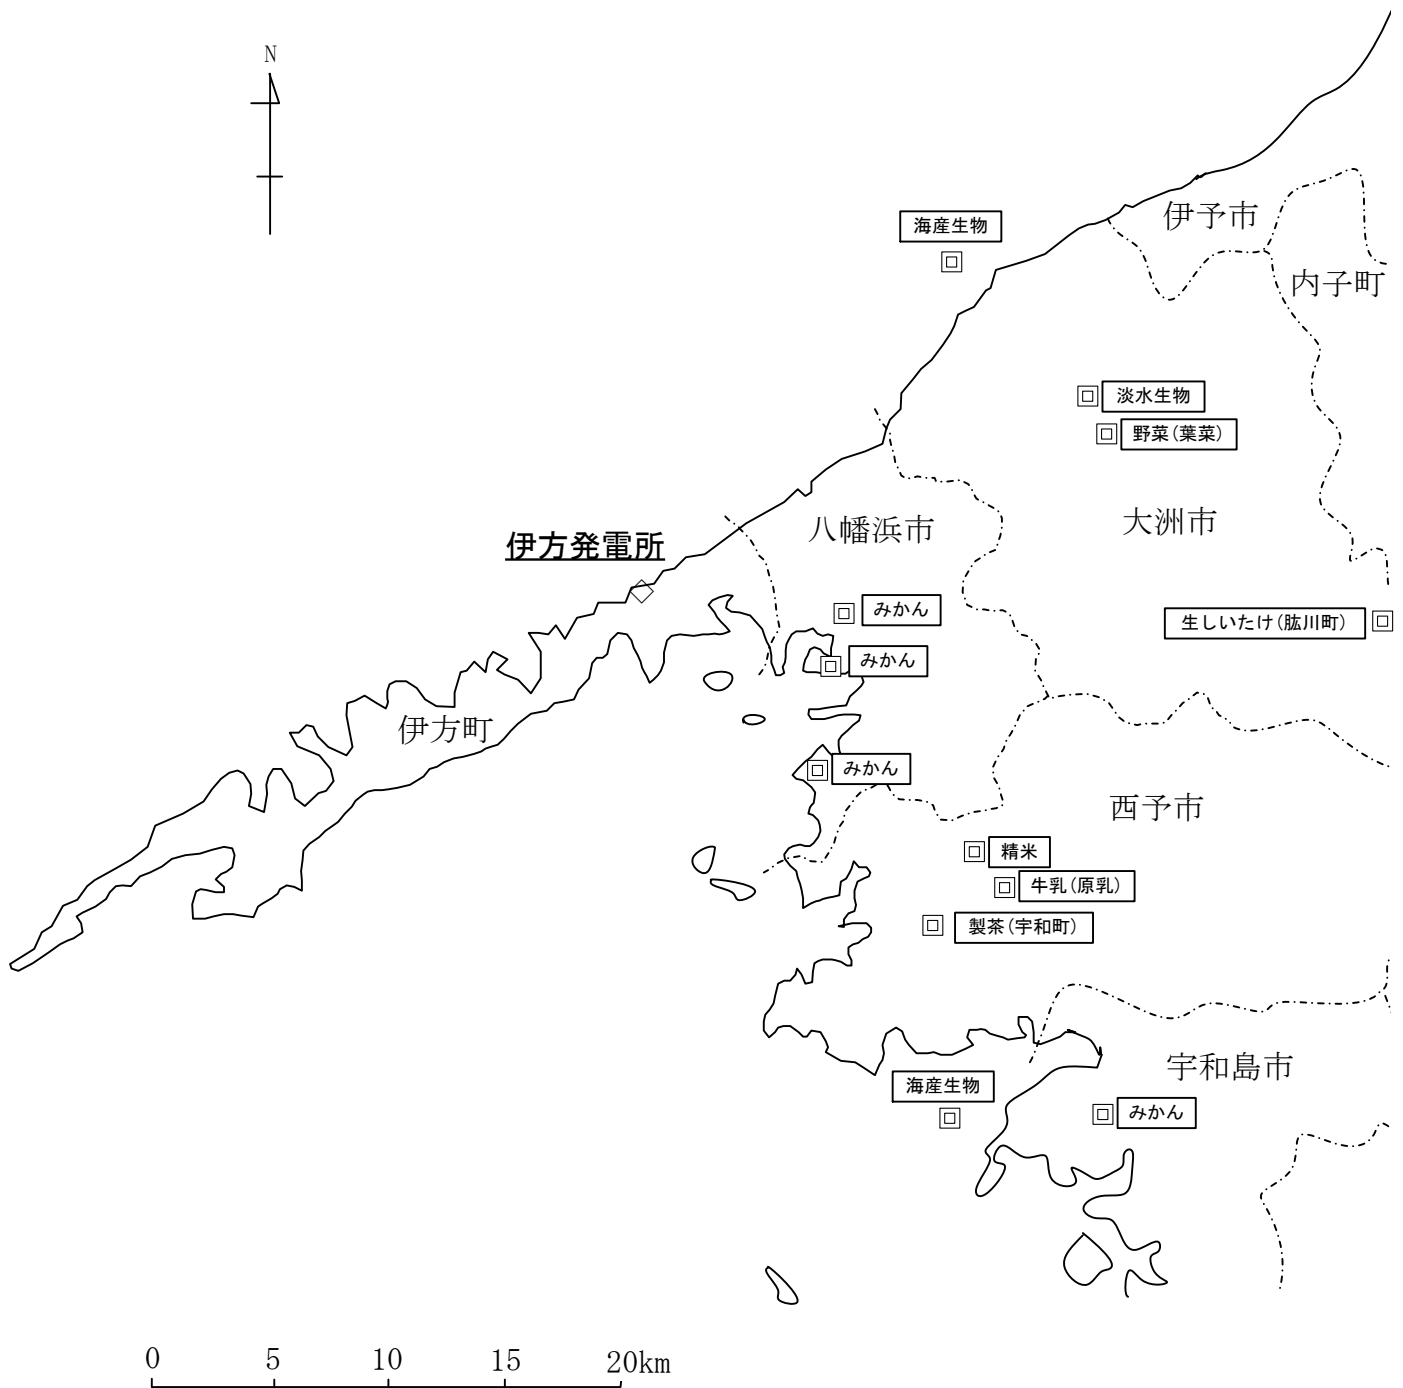 N
伊予市
海産生物
内子町
淡水生物
野菜(葉菜)
八幡浜市
大洲市
伊方発電所
みかん
生しいたけ(肱川町)
みかん
伊方町
みかん
西予市
精米
牛乳(原乳)
製茶(宇和町)
宇和島市
海産生物
みかん
0 5 10 15 20km